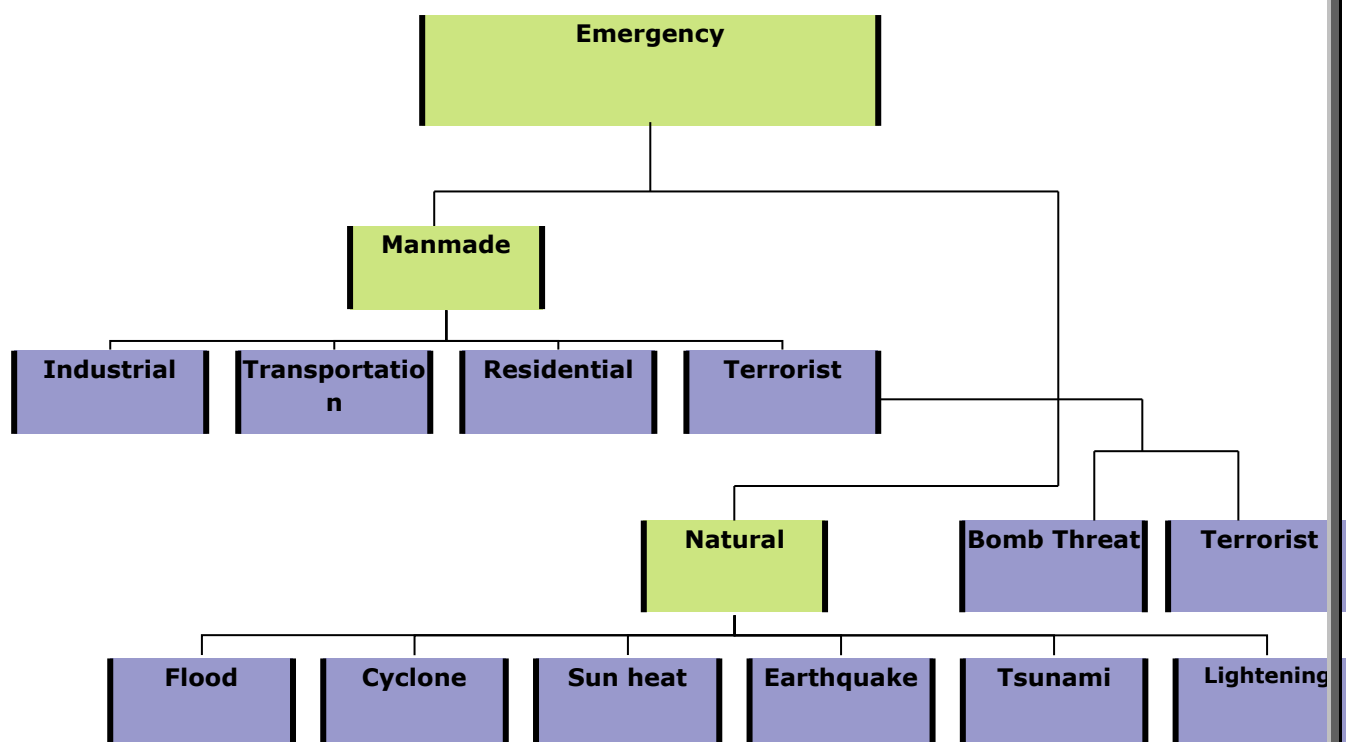 Emergency
Manmade
Industrial
Transportatio
n
Residential
Terrorist
Natural
Bomb Threat
Terrorist
Flood
Cyclone
Sun heat
Earthquake
Tsunami
Lightening